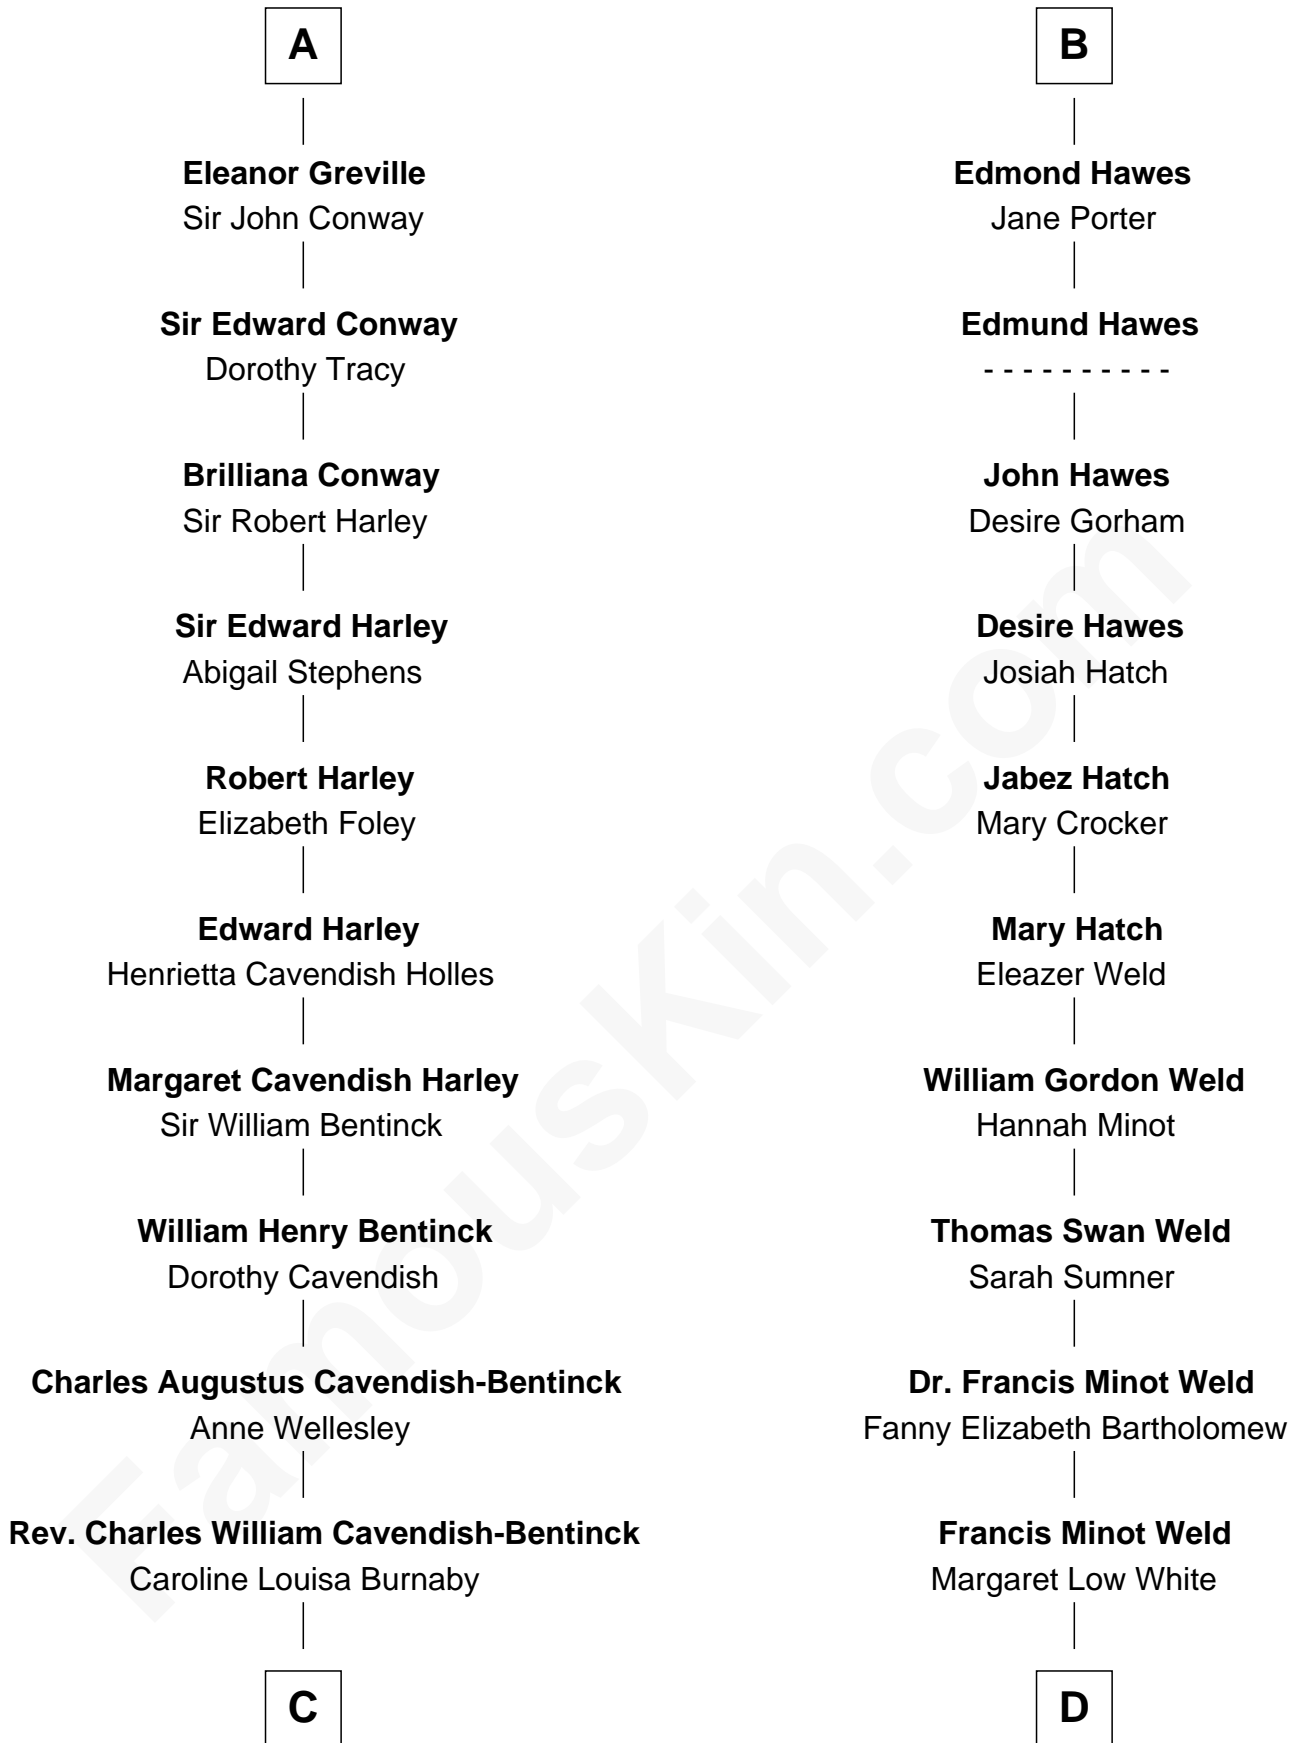 A
Eleanor Greville
Sir John Conway
Sir Edward Conway
Dorothy Tracy
Brilliana Conway
Sir Robert Harley
Sir Edward Harley
Abigail Stephens
Robert Harley
Elizabeth Foley
Edward Harley
Henrietta Cavendish Holles
Margaret Cavendish Harley
Sir William Bentinck
William Henry Bentinck
Dorothy Cavendish
Charles Augustus Cavendish-Bentinck
Anne Wellesley
Rev. Charles William Cavendish-Bentinck
Caroline Louisa Burnaby
C
B
Edmond Hawes
Jane Porter
Edmund Hawes
- - - - - - - - - -
John Hawes
Desire Gorham
Desire Hawes
Josiah Hatch
Jabez Hatch
Mary Crocker
Mary Hatch
Eleazer Weld
William Gordon Weld
Hannah Minot
Thomas Swan Weld
Sarah Sumner
Dr. Francis Minot Weld
Fanny Elizabeth Bartholomew
Francis Minot Weld
Margaret Low White
D
FamousKin.com